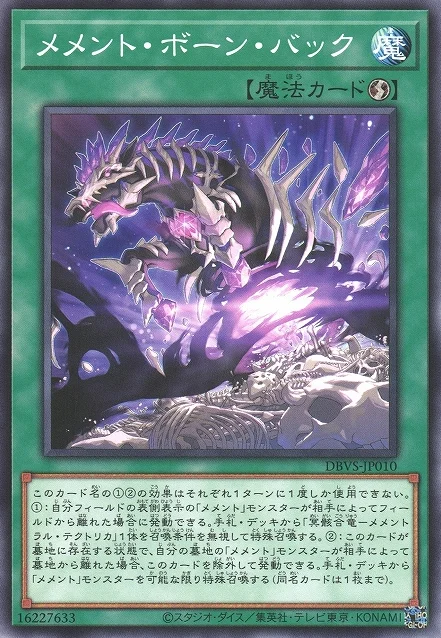 メメント・ボーン・バック
魔
【魔法カード】
DBVS-JP010
このカード名の①②の効果はそれぞれ1ターンに1度しか使用できない。
①:自分フィールドの表側表示の「メメント」モンスターが相手によってフィー
ルドから離れた場合に発動できる。手札・デッキから「冥骸合竜-メメント
ラル・テクトリカ」1体を召喚条件を無視して特殊召喚する。②:このカードが
墓地に存在する状態で、自分の墓地の「メメント」モンスターが相手によって
墓地から離れた場合、このカードを除外して発動できる。手札・デッキから
「メメント」モンスターを可能な限り特殊召喚する(同名カードは1枚まで)。
16227633
©スタジオ・ダイス/集英社・テレビ東京・KONAMI